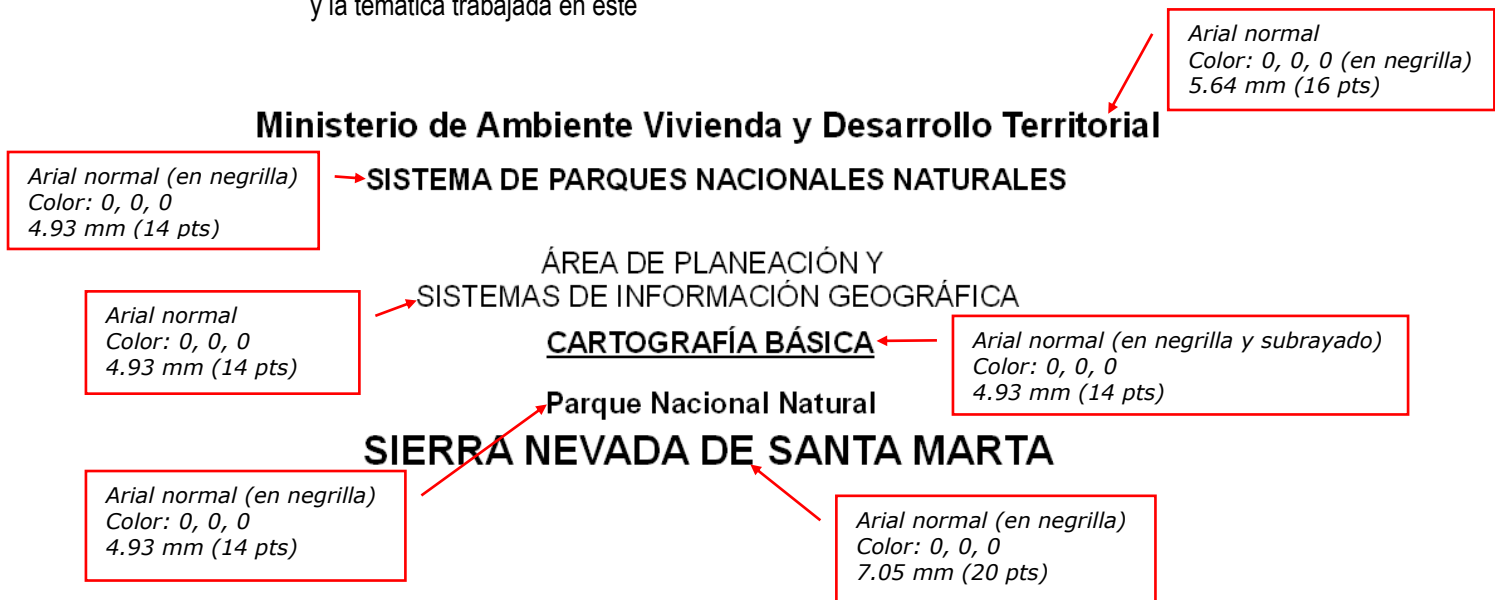 y la temática trabajada en este
Arial normal
Color: 0, 0, 0 (en negrilla)
5.64 mm (16 pts)
Ministerio de Ambiente Vivienda y Desarrollo Territorial
Arial normal (en negrilla)
Color: 0, 0, 0
4.93 mm (14 pts)
SISTEMA DE PARQUES NACIONALES NATURALES
ÁREA DE PLANEACIÓN Y
SISTEMAS DE INFORMACIÓN GEOGRÁFICA
Arial normal
Color: 0, 0, 0
4.93 mm (14 pts)
CARTOGRAFÍA BÁSICA
Arial normal (en negrilla y subrayado)
Color: 0, 0, 0
4.93 mm (14 pts)
Parque Nacional Natural
SIERRA NEVADA DE SANTA MARTA
Arial normal (en negrilla)
Color: 0, 0, 0
4.93 mm (14 pts)
Arial normal (en negrilla)
Color: 0, 0, 0
7.05 mm (20 pts)